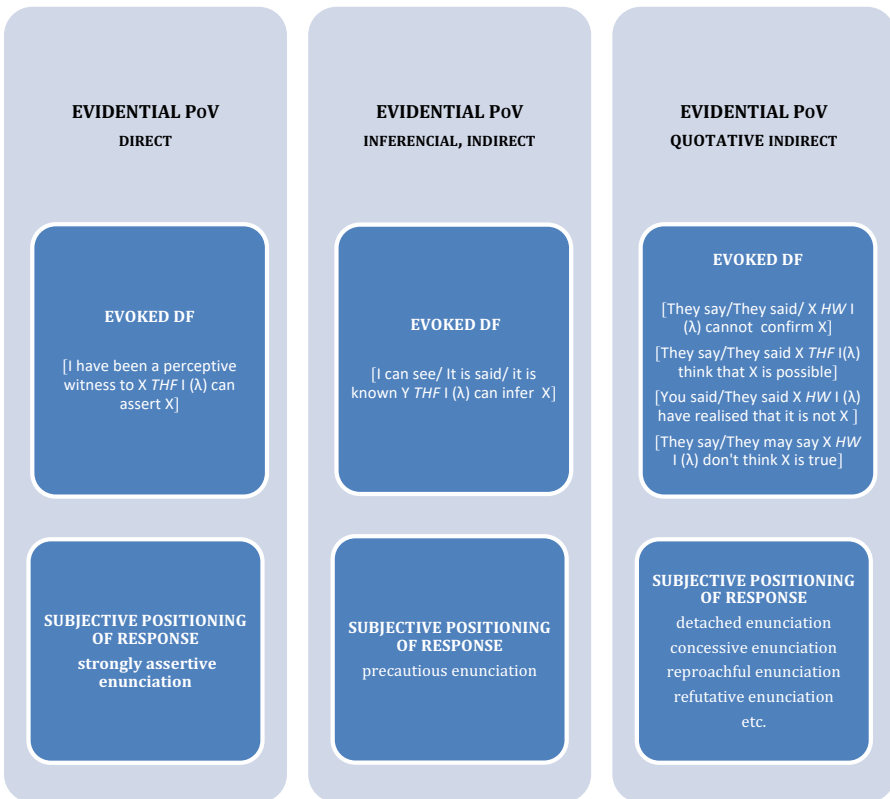 EVIDENTIAL POV
DIRECT
EVOKED DF
[I have been a perceptive
witness to X THF I (λ) can
assert X]
SUBJECTIVE POSITIONING
OF RESPONSE
strongly assertive
enunciation
EVIDENTIAL POV
INFERENCIAL, INDIRECT
EVOKED DF
[I can see/ It is said/ it is
known Y THF I (λ) can infer X]
SUBJECTIVE POSITIONING
OF RESPONSE
precautious enunciation
EVIDENTIAL POV
QUOTATIVE INDIRECT
EVOKED DF
[They say/They said/ X HW I
(λ) cannot confirm X]
[They say/They said X THF I(λ)
think that X is possible]
[You said/They said X HW I (λ)
have realised that it is not X ]
[They say/They may say X HW
I (λ) don't think X is true]
SUBJECTIVE POSITIONING
OF RESPONSE
detached enunciation
concessive enunciation
reproachful enunciation
refutative enunciation
etc.